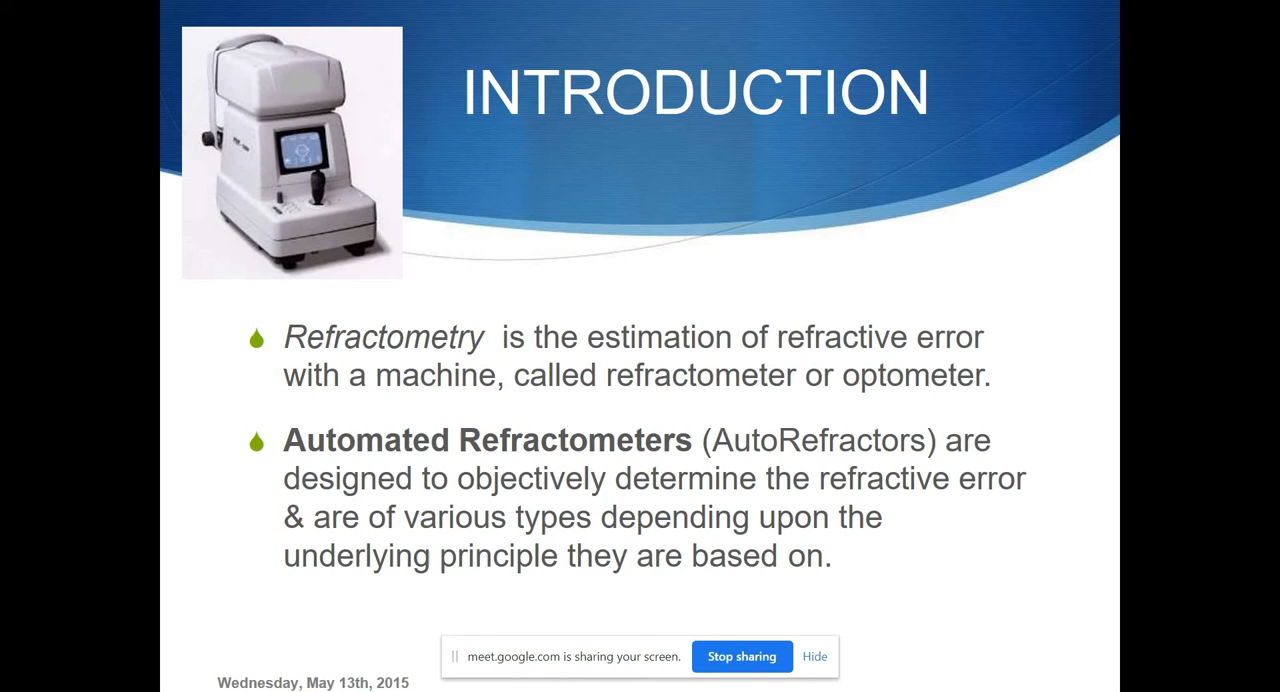 INTRODUCTION
Refractometry is the estimation of refractive error
with a machine, called refractometer or optometer.
Automated Refractometers (AutoRefractors) are
designed to objectively determine the refractive error
& are of various types depending upon the
underlying principle they are based on.
meet.google.com is sharing your screen. Stop sharing Hide
Wednesday, May 13th, 2015